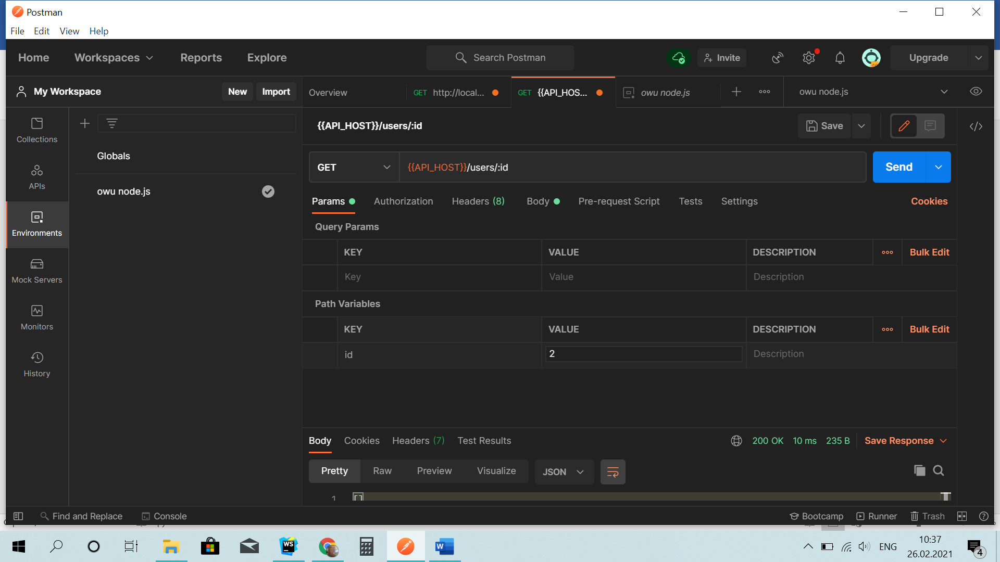 Postman
File Edit View Help
Home Workspaces Reports Explore Search Postman Invite Upgrade
My Workspace New Import Overview GET http://local... GET {{API_HOS... owu node.js owu node.js
Collections
APIs
Environments
Mock Servers
Monitors
History
Globals
owu node.js
{{API_HOST}}/users/:id Save
GET {{API_HOST}}/users/:id Send
Params Authorization Headers (8) Body Pre-request Script Tests Settings Cookies
Query Params
KEY VALUE DESCRIPTION Bulk Edit
Key Value Description
Path Variables
KEY VALUE DESCRIPTION Bulk Edit
id 2 Description
Body Cookies Headers (7) Test Results 200 OK 10 ms 235 B Save Response
Pretty Raw Preview Visualize JSON
1 []
Find and Replace Console Bootcamp Runner Trash
WS W ENG 10:37
26.02.2021 4